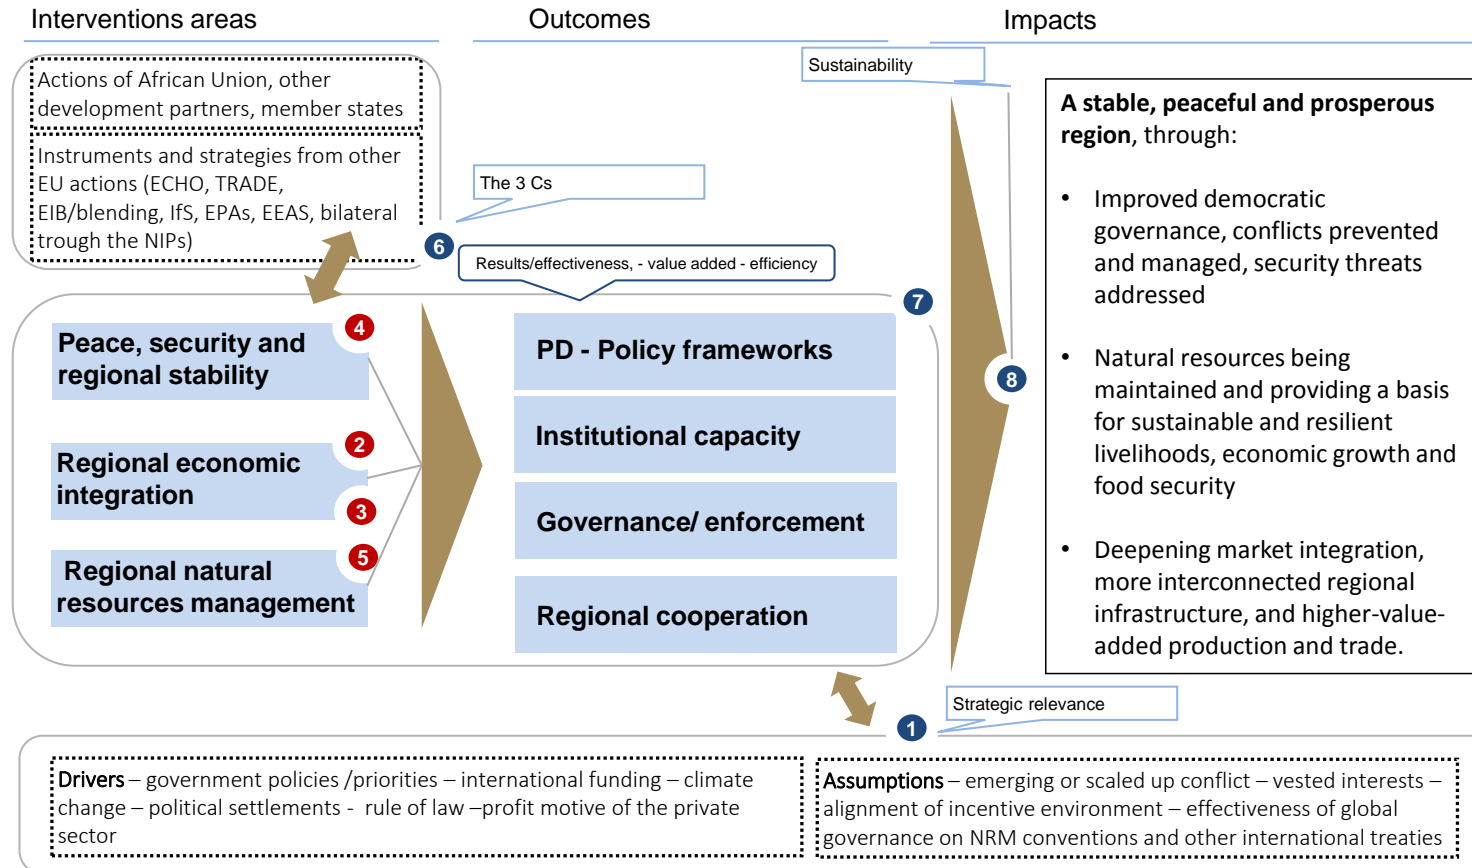 Interventions areas
Outcomes
Impacts
Sustainability
Actions of African Union, other
development partners, member states
Instruments and strategies from other
EU actions (ECHO, TRADE,
EIB/blending, IfS, EPAs, EEAS, bilateral
trough the NIPs)
The 3 Cs
6
Results/effectiveness, - value added - efficiency
7
4
Peace, security and
regional stability
2
Regional economic
integration
3
5
Regional natural
resources management
PD - Policy frameworks
Institutional capacity
Governance/ enforcement
Regional cooperation
8
A stable, peaceful and prosperous
region, through:
• Improved democratic
governance, conflicts prevented
and managed, security threats
addressed
• Natural resources being
maintained and providing a basis
for sustainable and resilient
livelihoods, economic growth and
food security
• Deepening market integration,
more interconnected regional
infrastructure, and higher-value-
added production and trade.
Strategic relevance
1
Drivers – government policies /priorities – international funding – climate
change – political settlements - rule of law –profit motive of the private
sector
Assumptions – emerging or scaled up conflict – vested interests –
alignment of incentive environment – effectiveness of global
governance on NRM conventions and other international treaties